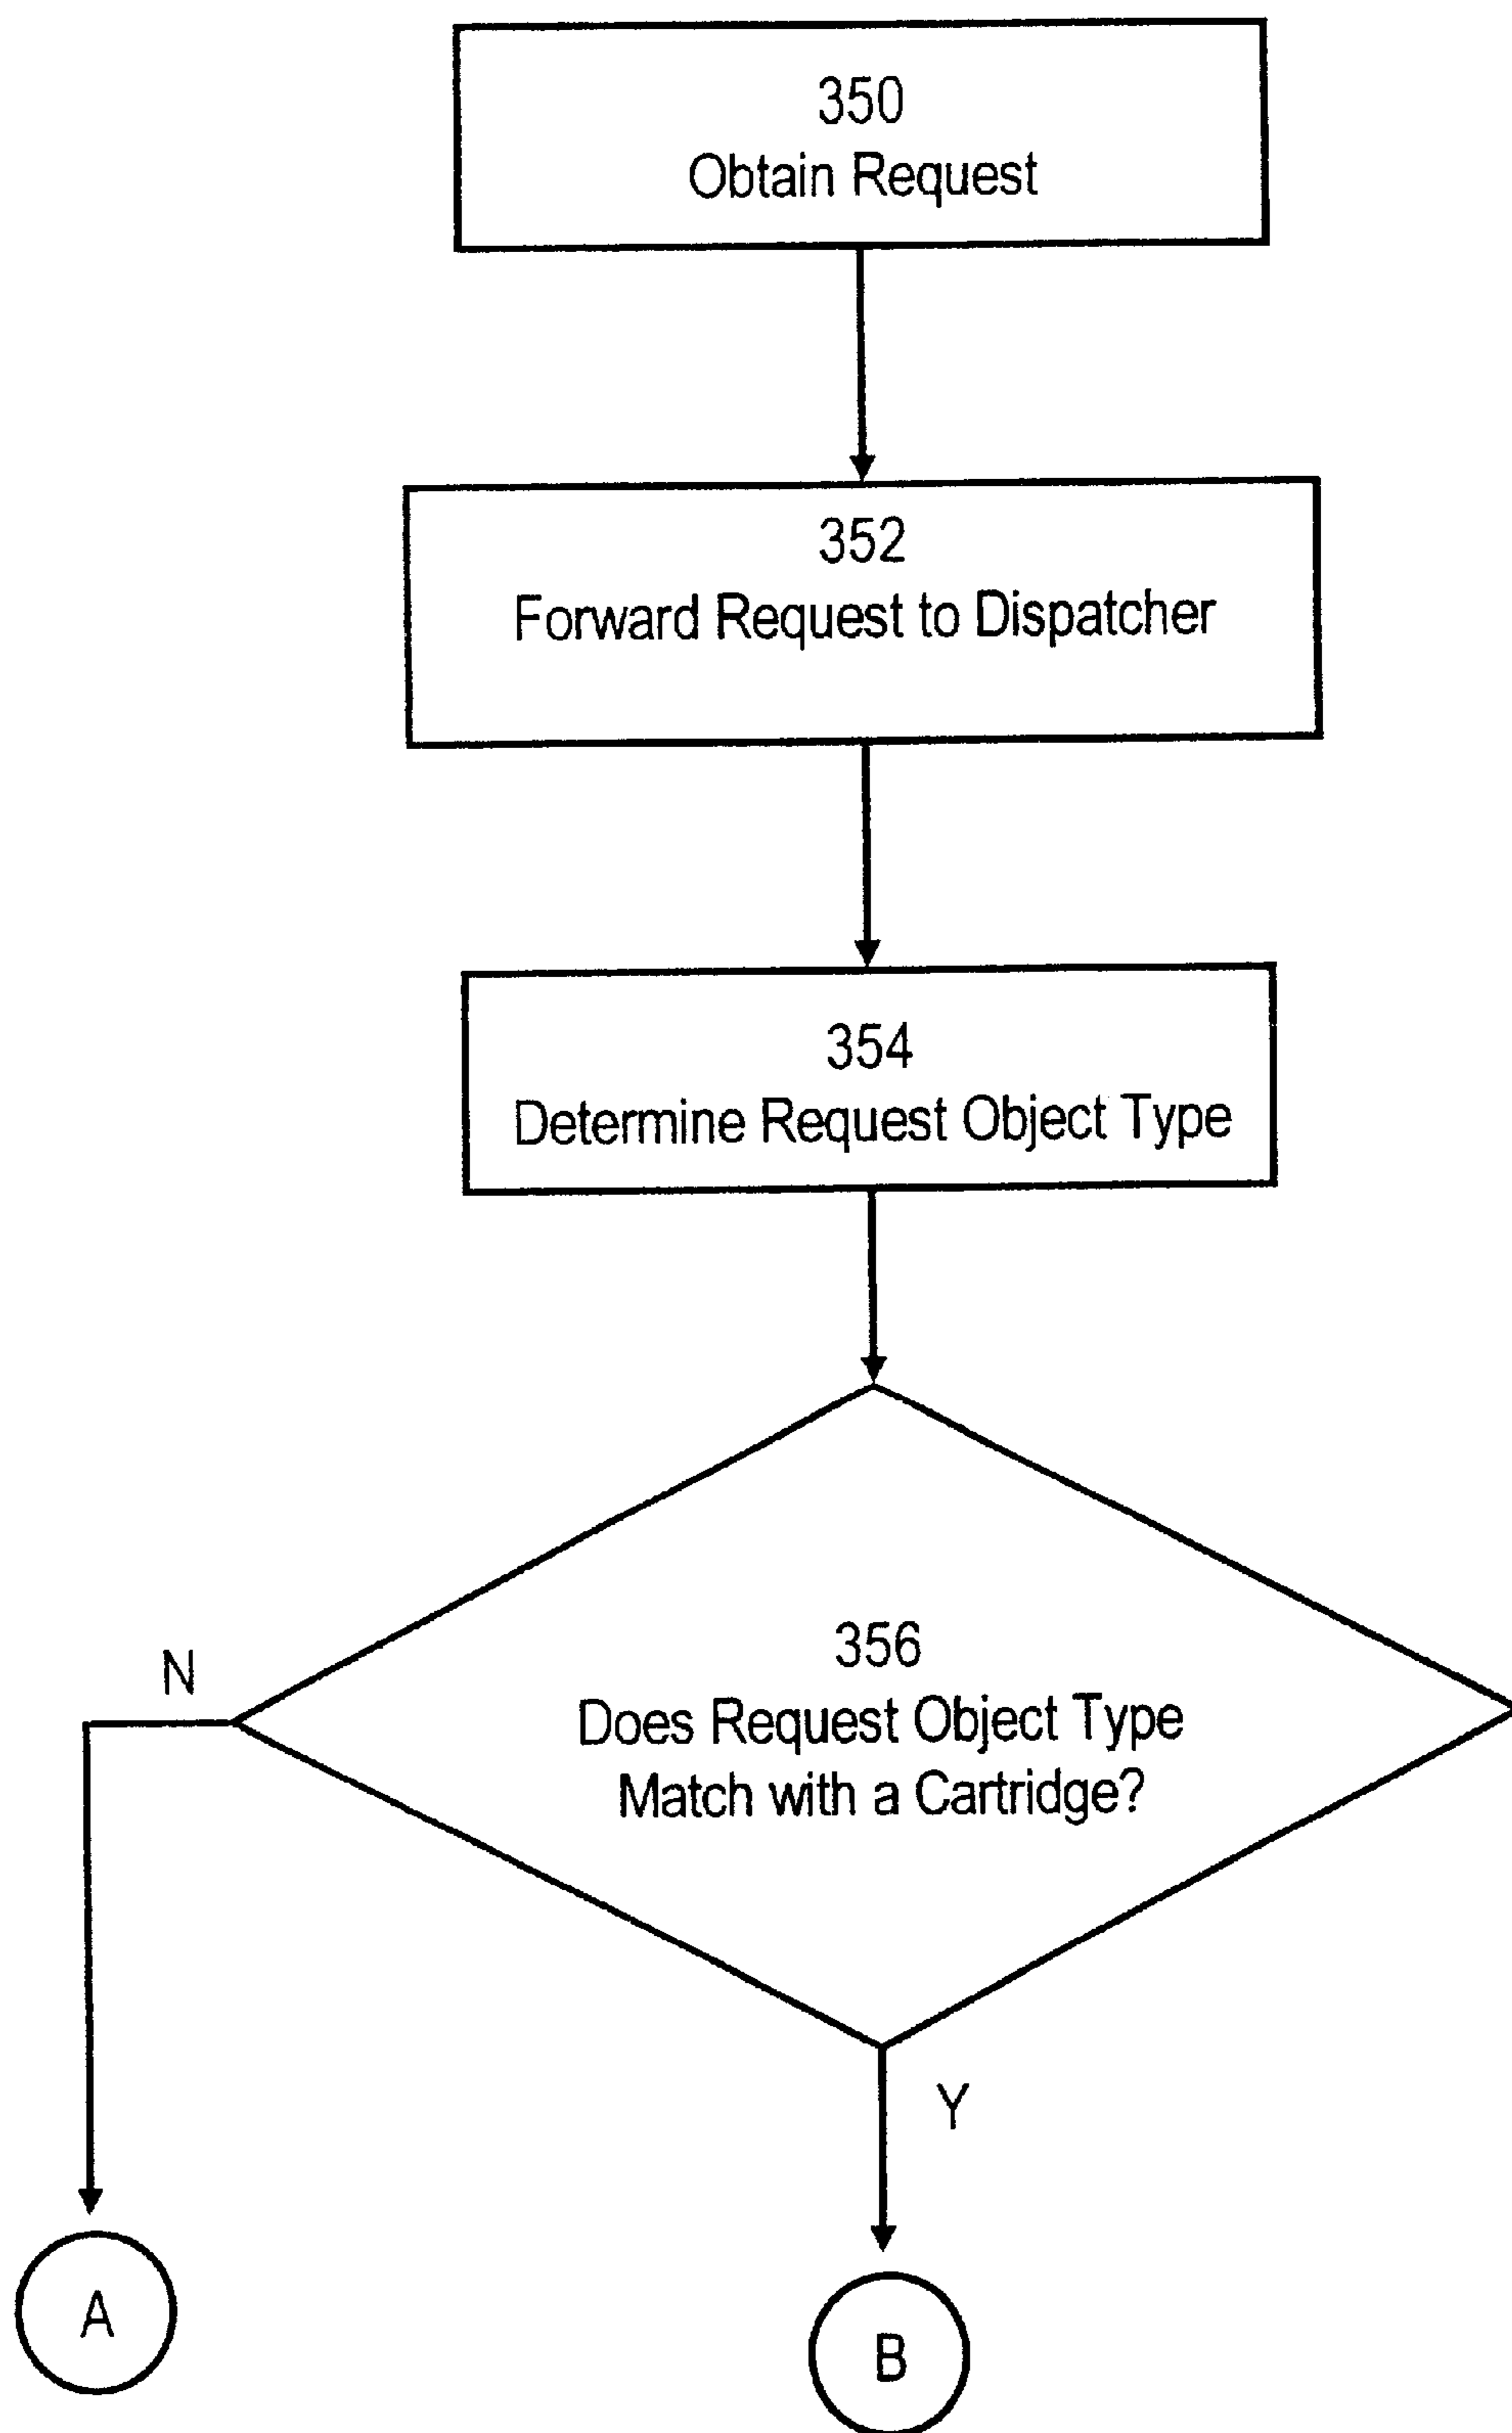 350
Obtain Request
352
Forward Request to Dispatcher
354
Determine Request Object Type
356
Does Request Object Type
Match with a Cartridge?
N
Y
A
B